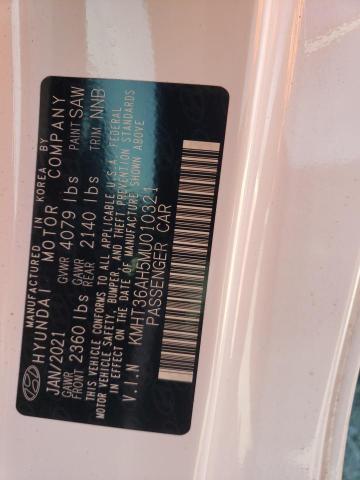 MANUFACTURED IN KOREA BY
HYUNDAI MOTOR COMPANY
JAN/2021 GVWR 4079 lbs PAINT SAW
GAWR FRONT 2360 lbs GAWR REAR 2140 lbs TRIM NNB
THIS VEHICLE CONFORMS TO ALL APPLICABLE U.S.A. FEDERAL
MOTOR VEHICLE SAFETY BUMPER, AND THEFT PREVENTION STANDARDS
IN EFFECT ON THE DATE OF MANUFACTURE SHOWN ABOVE
V.I.N KMHT36AH5MU010321
PASSENGER CAR